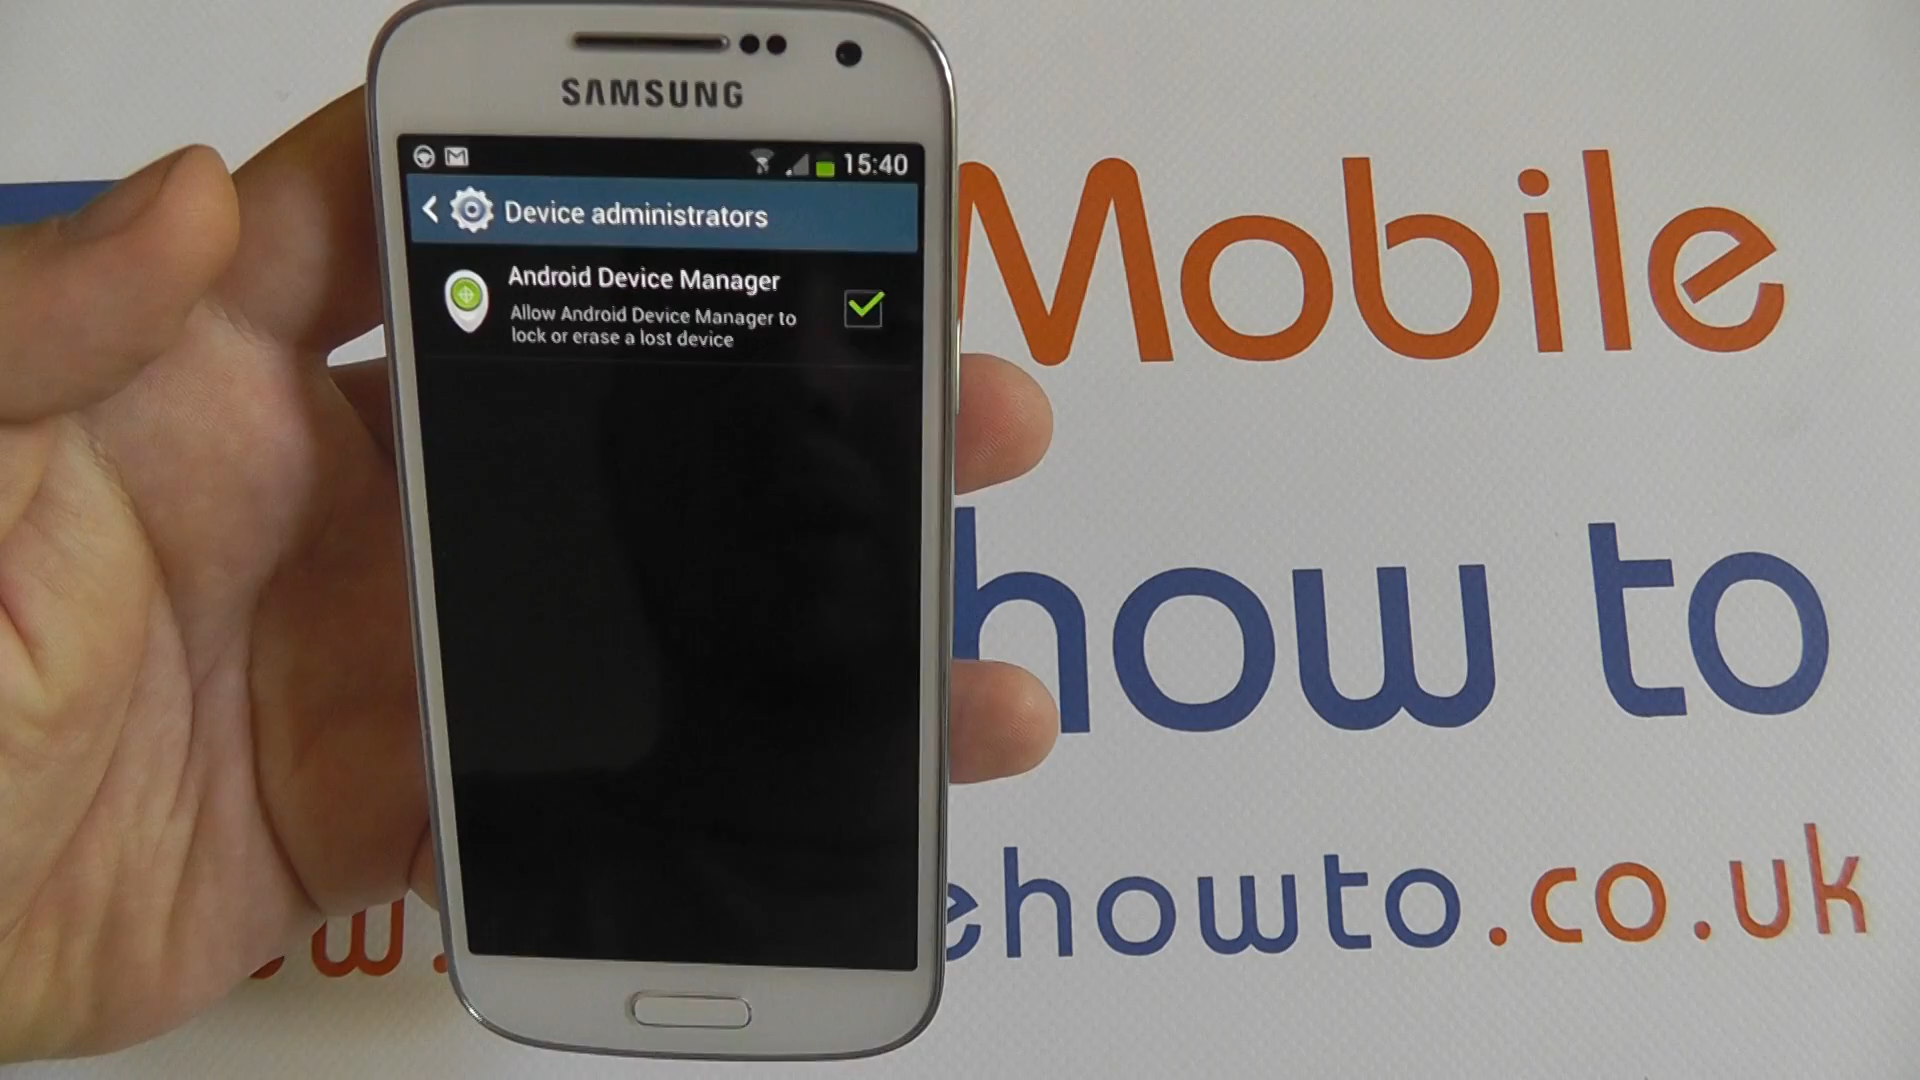 SAMSUNG
15:40
Device administrators
Android Device Manager
Allow Android Device Manager to
lock or erase a lost device
Mobile
how to
w. ehowto.co.uk